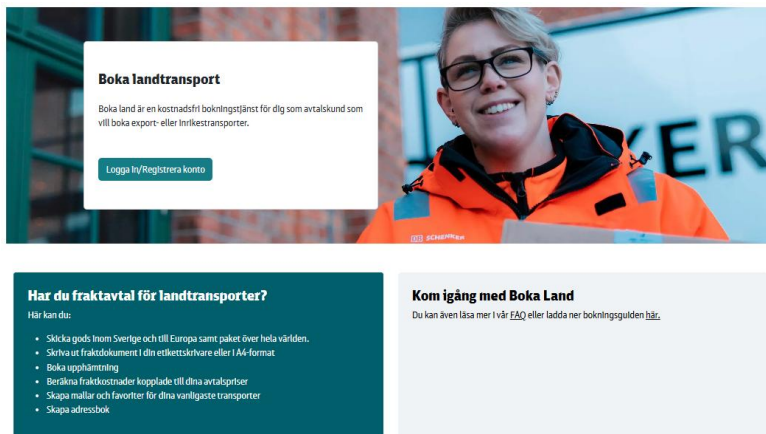 Boka landtransport
Boka land är en kostnadsfri bokningstjänst för dig som avtalskund som
vill boka export- eller inrikestransporter.
Logga in/Registrera konto
KER
DB SCHENKER
Har du fraktavtal för landtransporter?
Här kan du:
• Skicka gods inom Sverige och till Europa samt paket över hela världen.
• Skriva ut fraktdokument i din etikettskrivare eller i A4-format
• Boka upphämtning
• Beräkna fraktkostnader kopplade till dina avtalspriser
• Skapa mallar och favoriter för dina vanligaste transporter
• Skapa adressbok
Kom igång med Boka Land
Du kan även läsa mer i vår FAQ eller ladda ner bokningsguiden här.